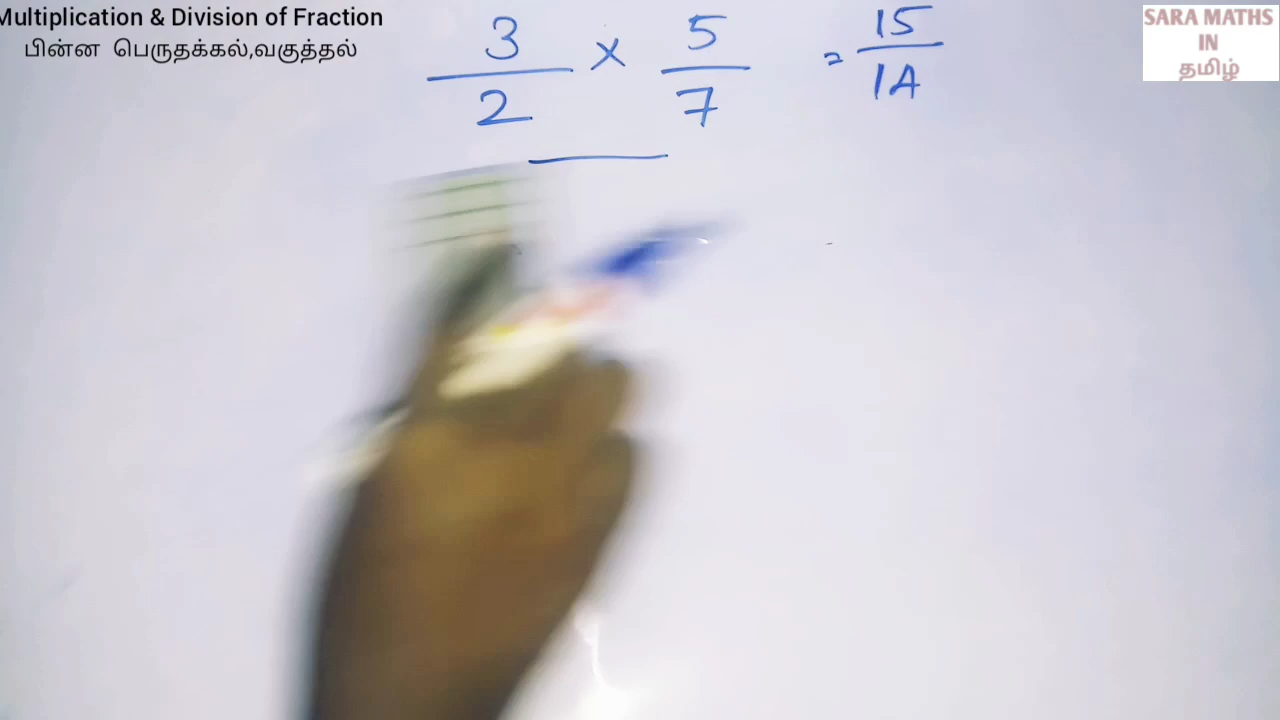 Multiplication & Division of Fraction
பின்ன பெருதக்கல்,வகுத்தல்
SARA MATHS
IN
தமிழ்
3/2 × 5/7 = 15/14